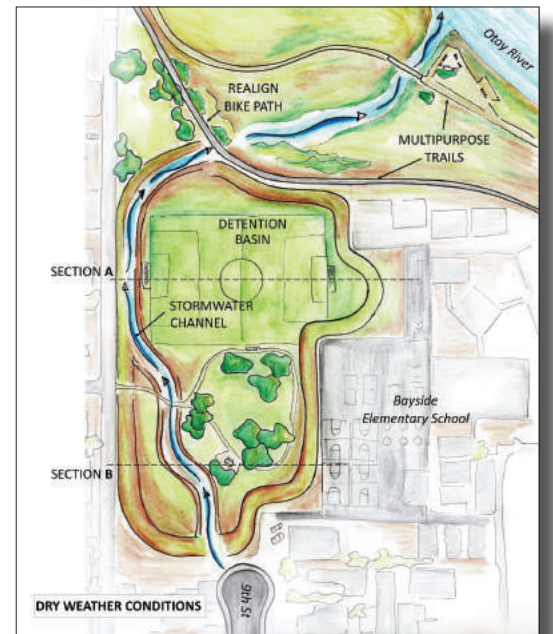 Otay River
REALIGN
BIKE PATH
MULTIPURPOSE
TRAILS
DETENTION
BASIN
SECTION A
STORMWATER
CHANNEL
Bayside
Elementary School
SECTION B
DRY WEATHER CONDITIONS
9th St